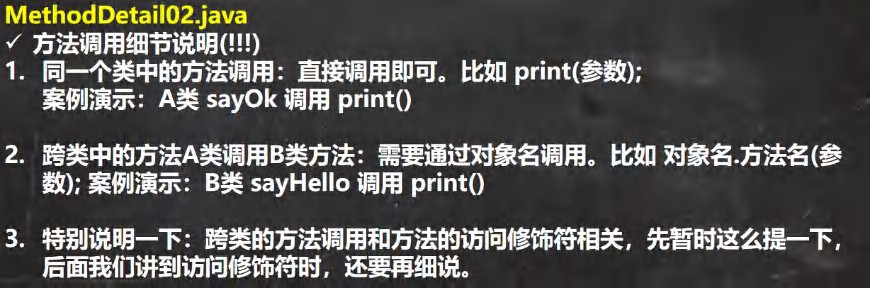 MethodDetail02.java
✓ 方法调用细节说明(!!!)
1. 同一个类中的方法调用：直接调用即可。比如 print(参数);
案例演示：A类 sayOk 调用 print()
2. 跨类中的方法A类调用B类方法：需要通过对象名调用。比如 对象名.方法名(参
数); 案例演示：B类 sayHello 调用 print()
3. 特别说明一下：跨类的方法调用和方法的访问修饰符相关，先暂时这么提一下，
后面我们讲到访问修饰符时，还要再细说。